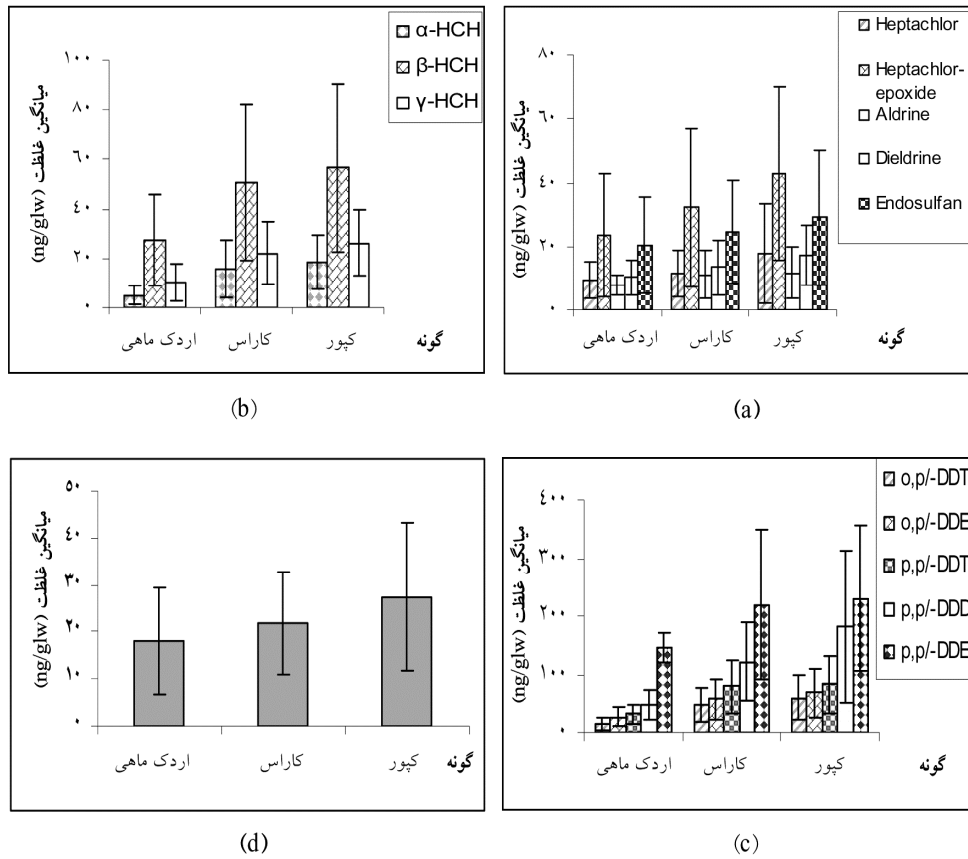 میانگین غلظت (ng/glw)
۱۰۰
۸۰
۶۰
۴۰
۲۰
۰
α-HCH
β-HCH
γ-HCH
اردک ماهی
کاراس
کپور
گونه
(b)
میانگین غلظت (ng/glw)
۸۰
۶۰
۴۰
۲۰
۰
Heptachlor
Heptachlor-
epoxide
Aldrine
Dieldrine
Endosulfan
اردک ماهی
کاراس
کپور
گونه
(a)
میانگین غلظت (ng/glw)
۵۰
۴۰
۳۰
۲۰
۱۰
۰
اردک ماهی
کاراس
کپور
گونه
(d)
میانگین غلظت (ng/glw)
۴۰۰
۳۰۰
۲۰۰
۱۰۰
۰
o,p/-DDT
o,p/-DDE
p,p/-DDT
p,p/-DDD
p,p/-DDE
اردک ماهی
کاراس
کپور
گونه
(c)